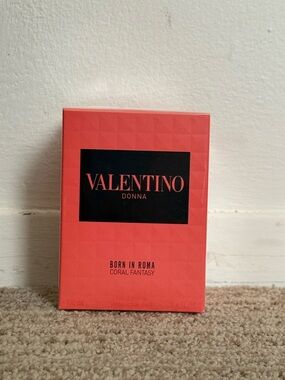 VALENTINO
DONNA
BORN IN ROMA
CORAL FANTASY